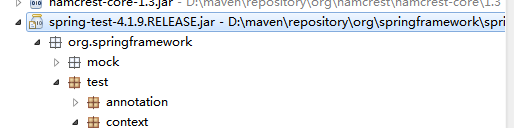 hamcrest-core-1.3.jar - D:\maven\repository\org\hamcrest\hamcrest-core\1.3
spring-test-4.1.9.RELEASE.jar - D:\maven\repository\org\springframework\spri
org.springframework
mock
test
annotation
context